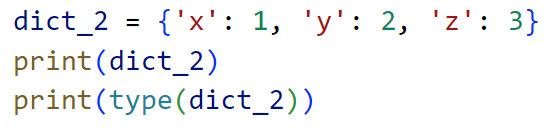 dict_2 = {'x': 1, 'y': 2, 'z': 3}
print(dict_2)
print(type(dict_2))